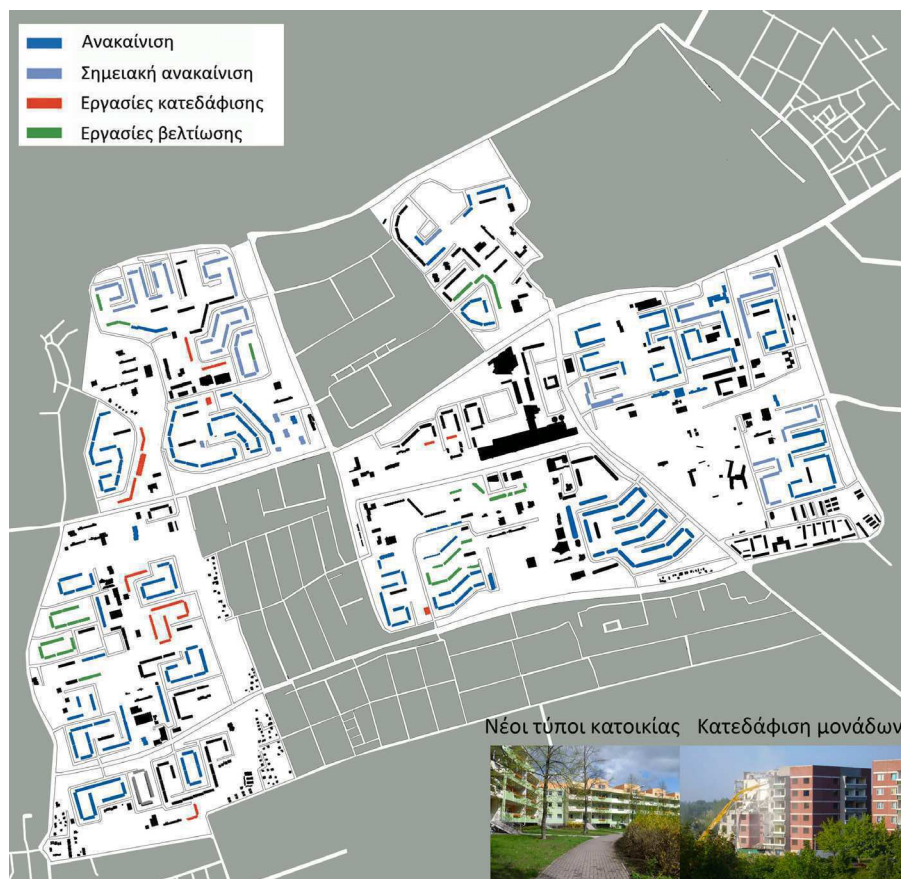 Ανακαίνιση
Σημειακή ανακαίνιση
Εργασίες κατεδάφισης
Εργασίες βελτίωσης
Νέοι τύποι κατοικίας
Κατεδάφιση μονάδων